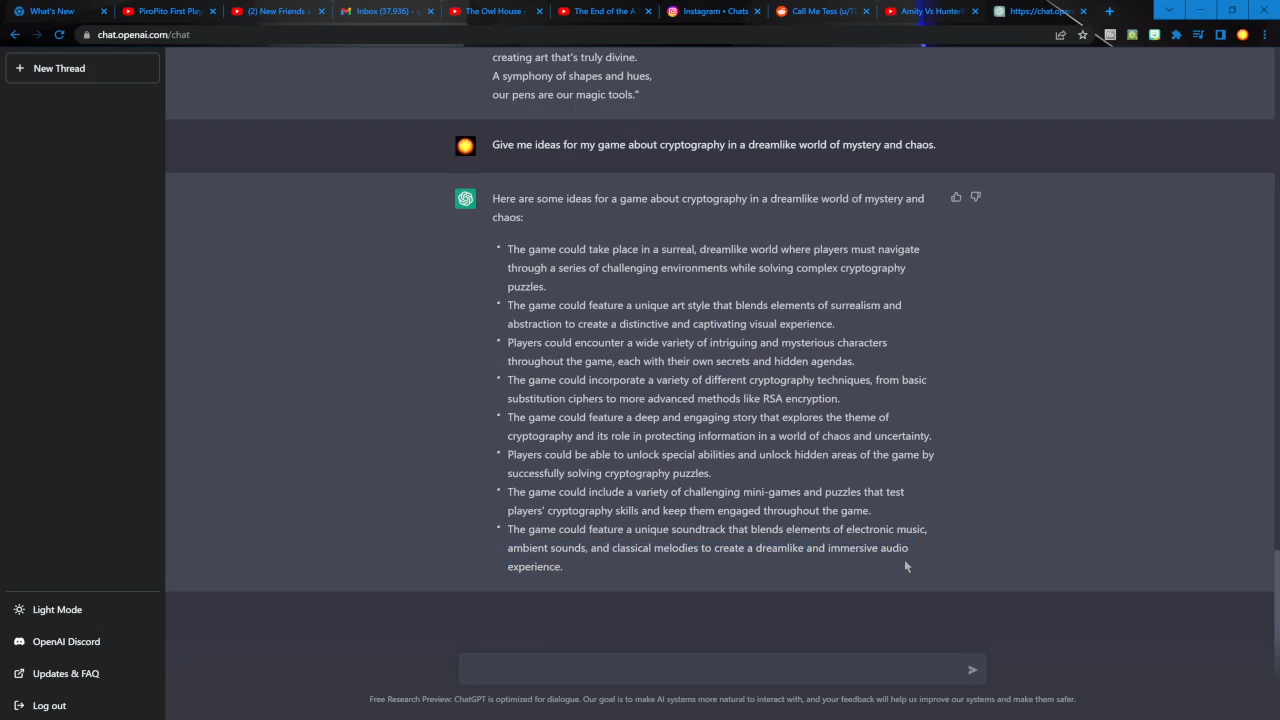 What's New
PiroPito First Play
(2) New Friends a
Inbox (37,936) -
The Owl House -
The End of the A
Instagram • Chats
Call Me Tess (u/T
Amity Vs Hunter
https://chat.open
chat.openai.com/chat
New Thread
creating art that's truly divine.
A symphony of shapes and hues,
our pens are our magic tools."
Give me ideas for my game about cryptography in a dreamlike world of mystery and chaos.
Here are some ideas for a game about cryptography in a dreamlike world of mystery and
chaos:
• The game could take place in a surreal, dreamlike world where players must navigate
through a series of challenging environments while solving complex cryptography
puzzles.
• The game could feature a unique art style that blends elements of surrealism and
abstraction to create a distinctive and captivating visual experience.
• Players could encounter a wide variety of intriguing and mysterious characters
throughout the game, each with their own secrets and hidden agendas.
• The game could incorporate a variety of different cryptography techniques, from basic
substitution ciphers to more advanced methods like RSA encryption.
• The game could feature a deep and engaging story that explores the theme of
cryptography and its role in protecting information in a world of chaos and uncertainty.
• Players could be able to unlock special abilities and unlock hidden areas of the game by
successfully solving cryptography puzzles.
• The game could include a variety of challenging mini-games and puzzles that test
players' cryptography skills and keep them engaged throughout the game.
• The game could feature a unique soundtrack that blends elements of electronic music,
ambient sounds, and classical melodies to create a dreamlike and immersive audio
experience.
Light Mode
OpenAI Discord
Updates & FAQ
Log out
Free Research Preview: ChatGPT is optimized for dialogue. Our goal is to make AI systems more natural to interact with, and your feedback will help us improve our systems and make them safer.